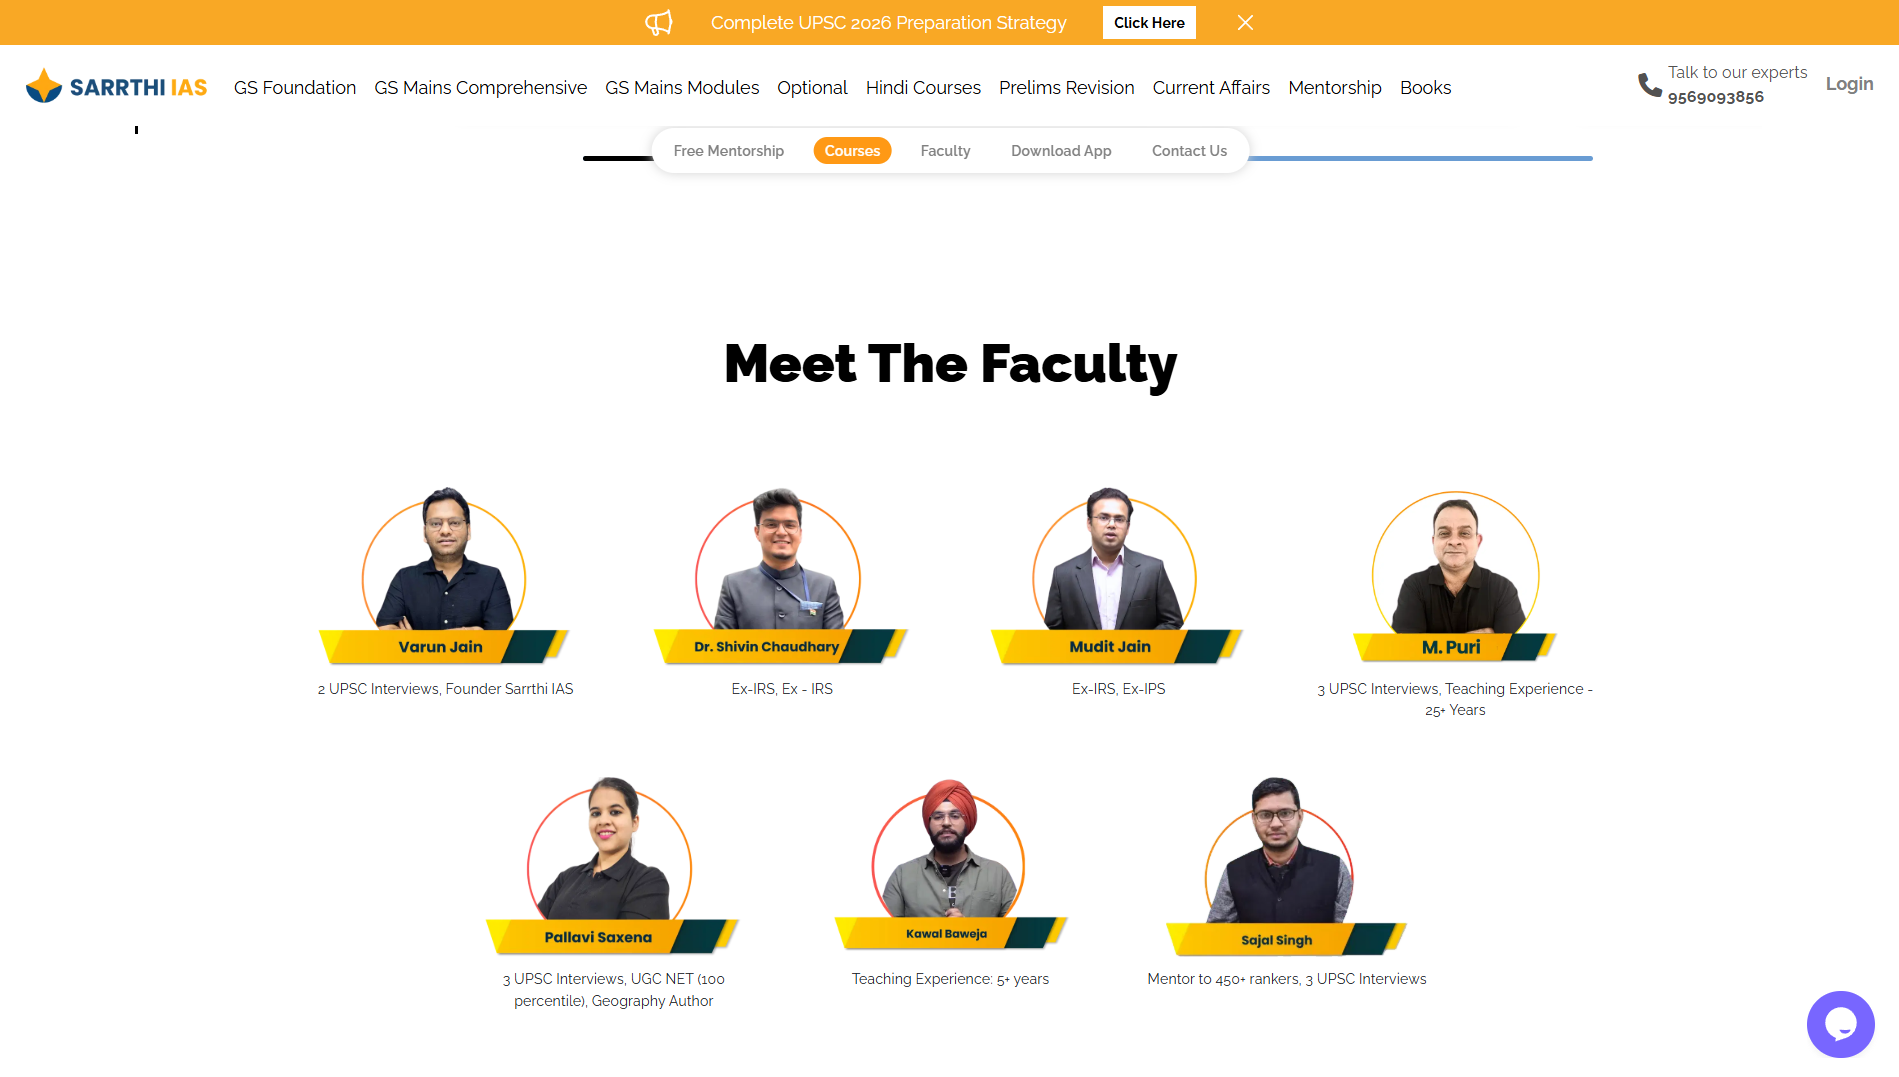 Complete UPSC 2026 Preparation Strategy
Click Here
SARRTHI IAS
GS Foundation
GS Mains Comprehensive
GS Mains Modules
Optional
Hindi Courses
Prelims Revision
Current Affairs
Mentorship
Books
Talk to our experts
9569093856
Login
Free Mentorship
Courses
Faculty
Download App
Contact Us
Meet The Faculty
Varun Jain
2 UPSC Interviews, Founder Sarrthi IAS
Dr. Shivin Chaudhary
Ex-IRS, Ex - IRS
Mudit Jain
Ex-IRS, Ex-IPS
M. Puri
3 UPSC Interviews, Teaching Experience -
25+ Years
Pallavi Saxena
3 UPSC Interviews, UGC NET (100
percentile), Geography Author
Kawal Baweja
Teaching Experience: 5+ years
Sajal Singh
Mentor to 450+ rankers, 3 UPSC Interviews